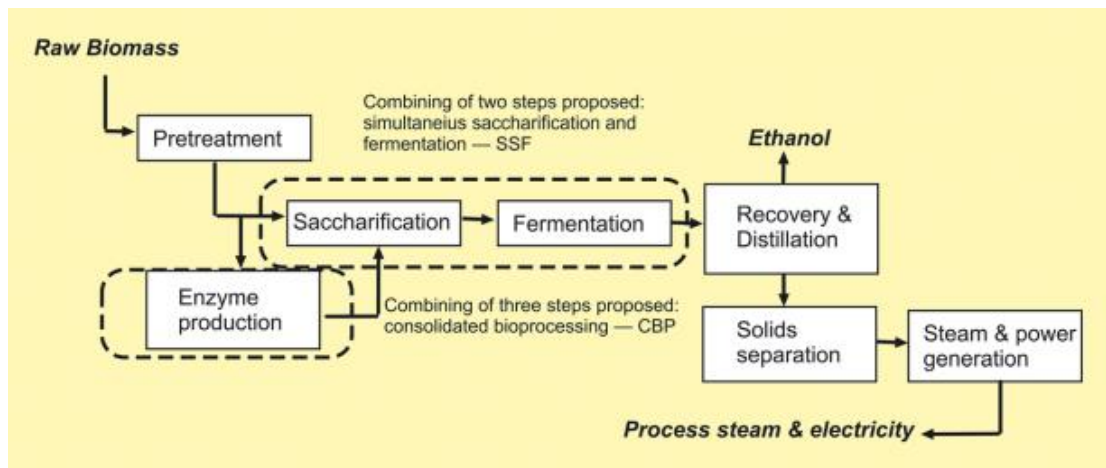 Raw Biomass
Pretreatment
Combining of two steps proposed:
simultaneius saccharification and
fermentation — SSF
Saccharification
Fermentation
Ethanol
Recovery &
Distillation
Enzyme
production
Combining of three steps proposed:
consolidated bioprocessing — CBP
Solids
separation
Steam & power
generation
Process steam & electricity